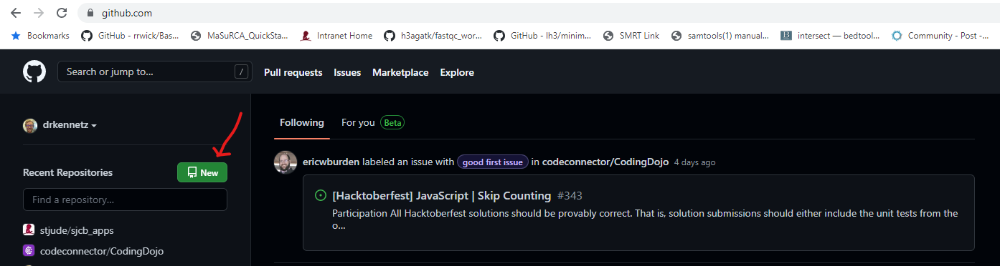 github.com
Bookmarks GitHub - rrwick/Bas... MaSuRCA_QuickSta... Intranet Home h3agatk/fastqc_wor... GitHub - lh3/minim... SMRT Link samtools(1) manual... intersect — bedtool... Community - Post -...
Search or jump to... / Pull requests Issues Marketplace Explore
drkennetz
Following For you Beta
ericwburden labeled an issue with good first issue in codeconnector/CodingDojo 4 days ago
Recent Repositories New
Find a repository...
[Hacktoberfest] JavaScript | Skip Counting #343
Participation All Hacktoberfest solutions should be provably correct. That is, solution submissions should either include the unit tests from the
o...
stjude/sjcb_apps
codeconnector/CodingDojo